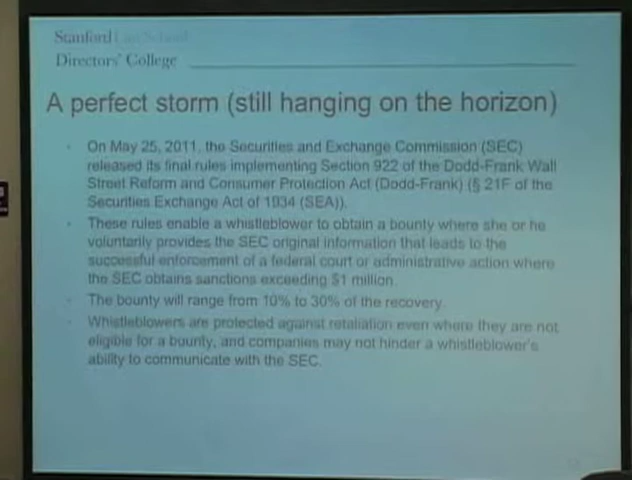 Stanford Law School
Directors' College
A perfect storm (still hanging on the horizon)
On May 25, 2011, the Securities and Exchange Commission (SEC)
released its final rules implementing Section 922 of the Dodd-Frank Wall
Street Reform and Consumer Protection Act (Dodd-Frank) (§ 21F of the
Securities Exchange Act of 1934 (SEA)).
These rules enable a whistleblower to obtain a bounty where she or he
voluntarily provides the SEC original information that leads to the
successful enforcement of a federal court or administrative action where
the SEC obtains sanctions exceeding $1 million.
The bounty will range from 10% to 30% of the recovery.
Whistleblowers are protected against retaliation even where they are not
eligible for a bounty, and companies may not hinder a whistleblower's
ability to communicate with the SEC.